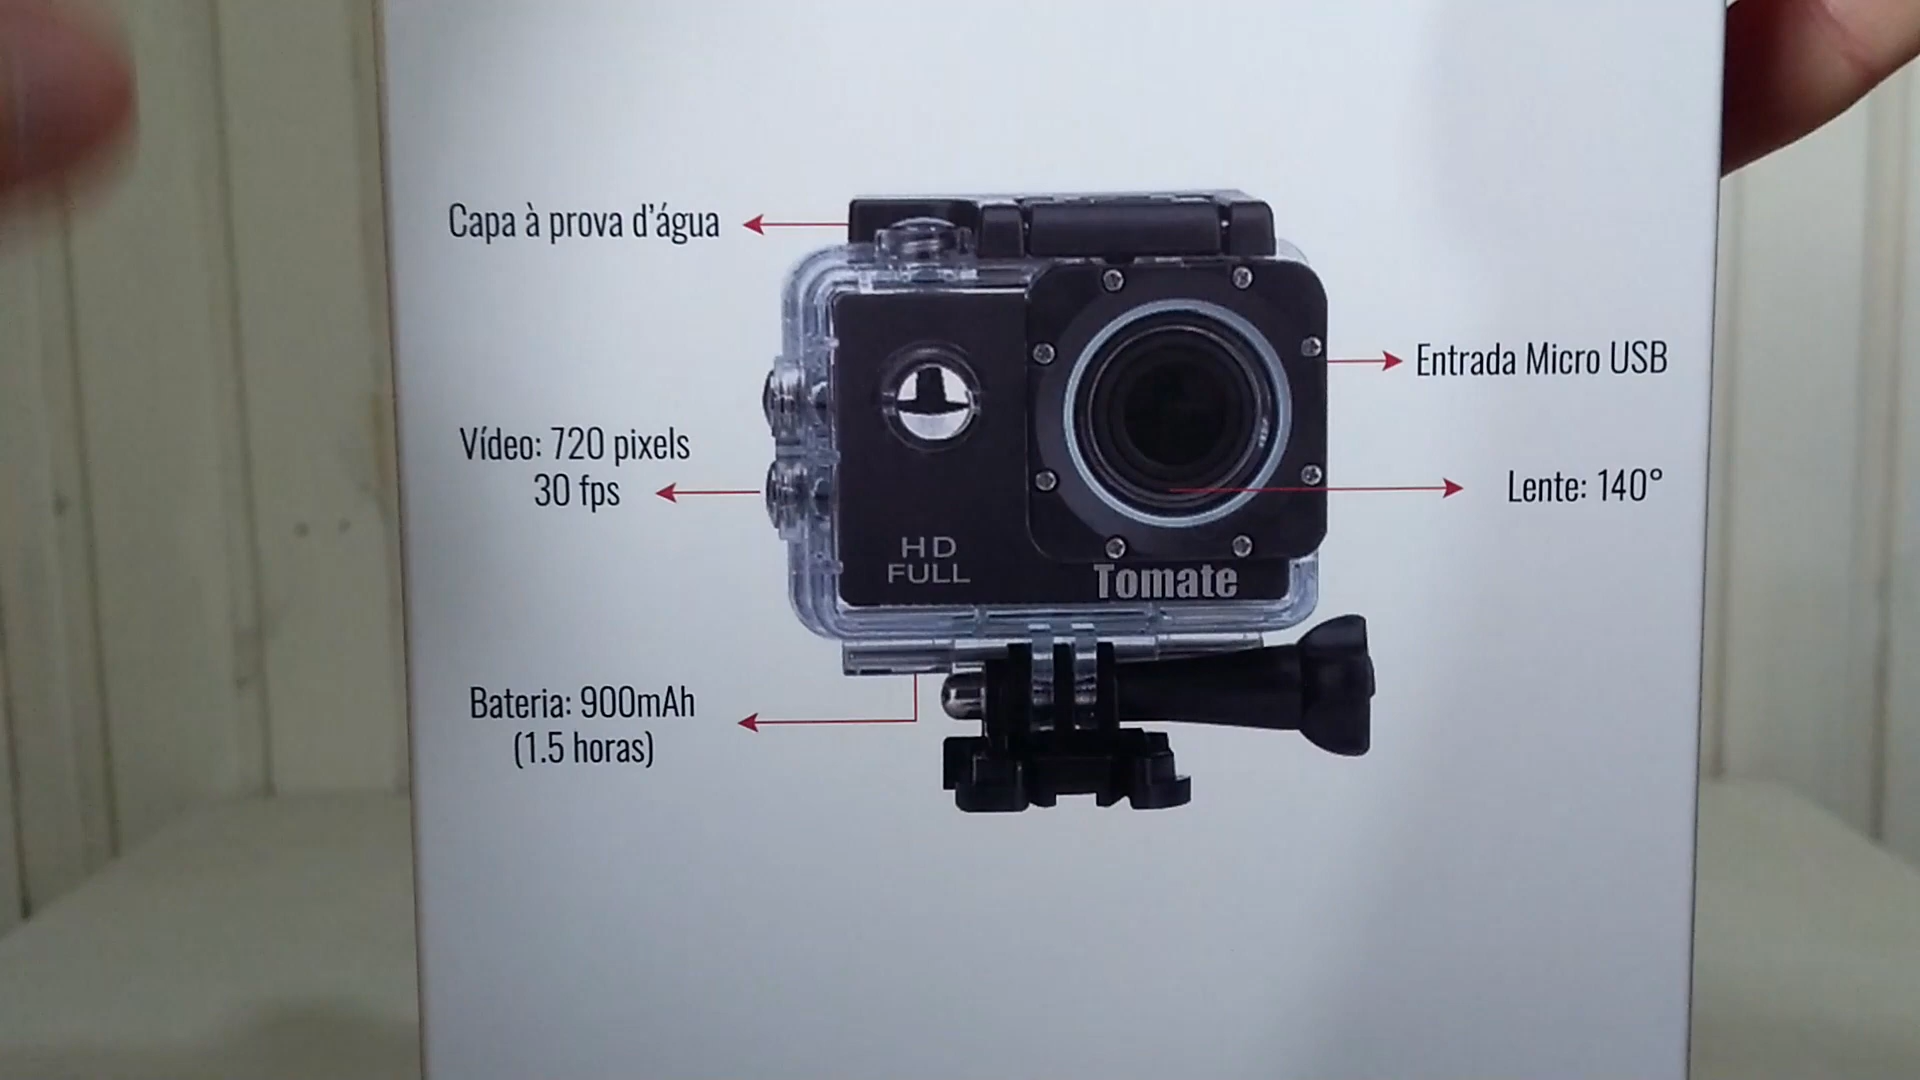 Capa à prova d'água
Entrada Micro USB
Vídeo: 720 pixels
30 fps
Lente: 140°
HD
FULL
Tomate
Bateria: 900mAh
(1.5 horas)